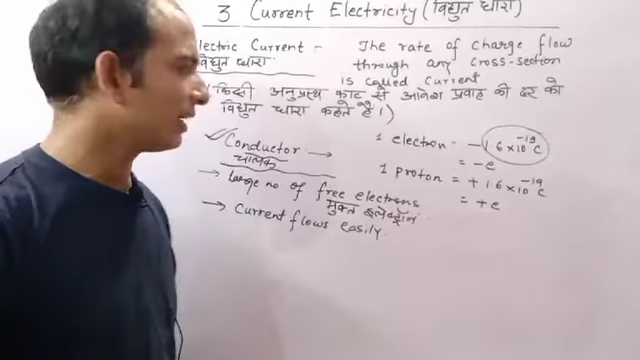 3 Current Electricity (विद्युत धारा)
lectric Current - The rate of charge flow
विद्युत धारा through any cross-section
is called current
(किसी अनुप्रस्थ काट से आवेश प्रवाह की दर को
विद्युत धारा कहते हैं।)
Conductor → 1 electron - - 1.6×10⁻¹⁹C
चालक = -e
1 proton = + 1.6×10⁻¹⁹C
= +e
→ Large no of free electrons
मुक्त इलेक्ट्रॉन
→ Current flows easily.